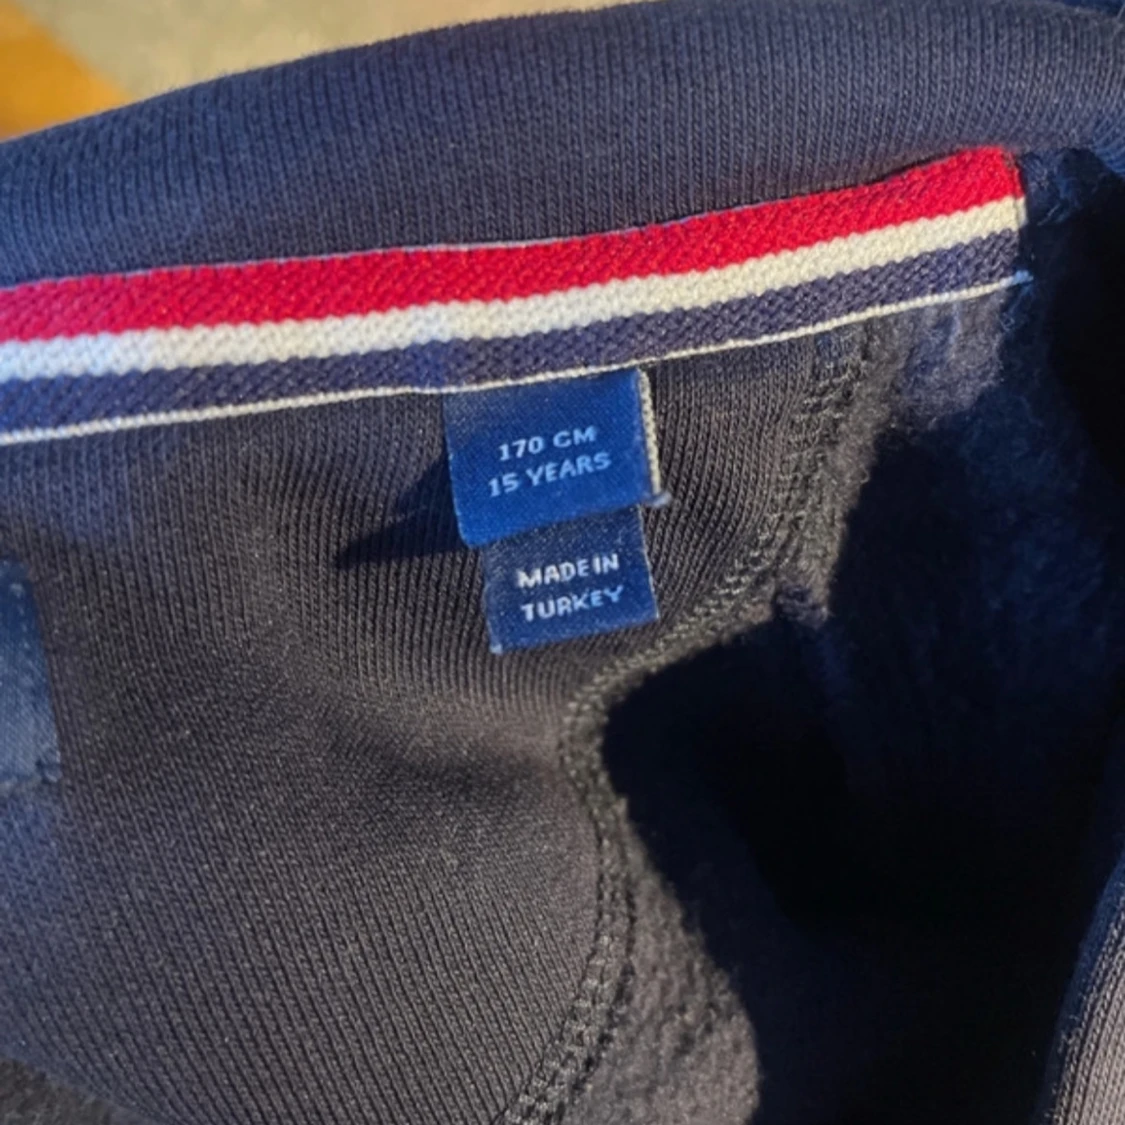 170 CM
15 YEARS
MADE IN
TURKEY